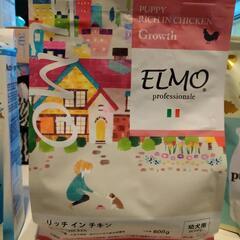 PUPPY
RICH IN CHICKEN
Growth
ELMO
professionale
リッチ イン チキン
800g
幼犬用